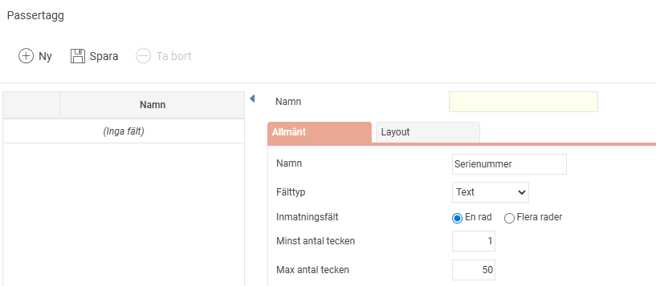 Passertagg
Ny Spara Ta bort
Namn
(Inga fält)
Namn
Allmänt Layout
Namn Serienummer
Fälttyp Text
Inmatningsfält En rad Flera rader
Minst antal tecken 1
Max antal tecken 50